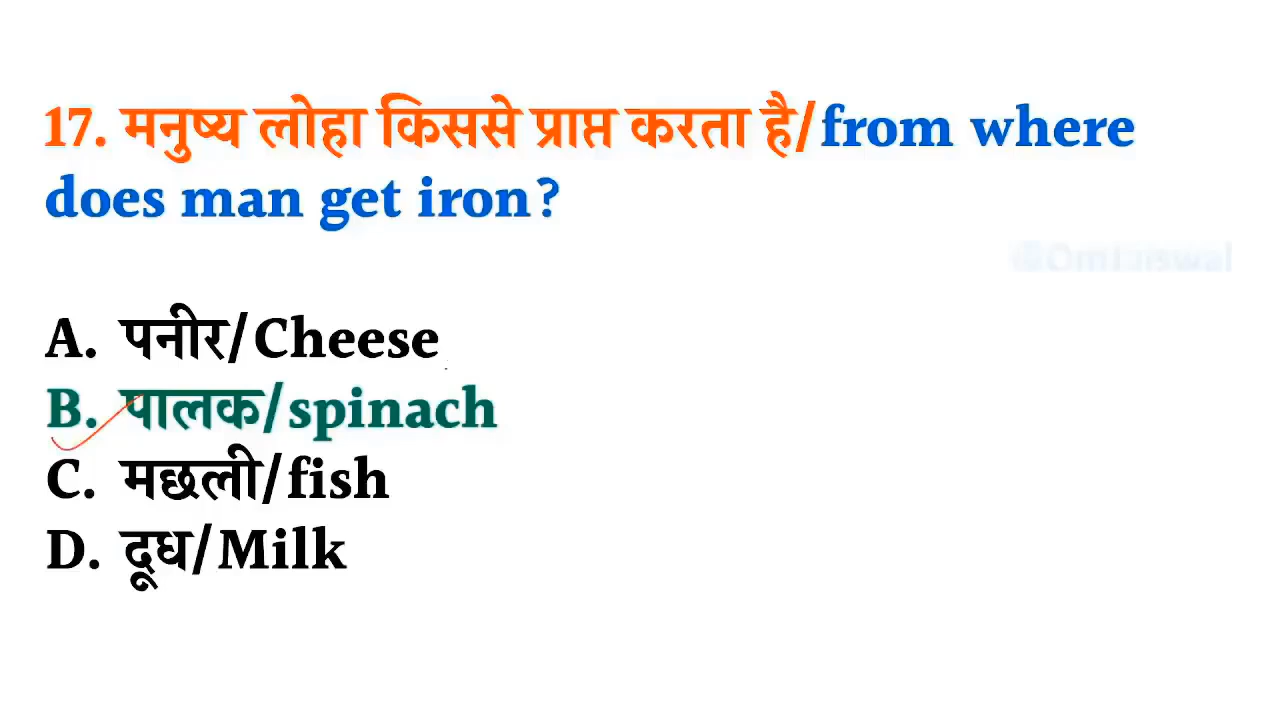 17. मनुष्य लोहा किससे प्राप्त करता है/from where
does man get iron?
A. पनीर/Cheese
B. पालक/spinach
C. मछली/fish
D. दूध/Milk